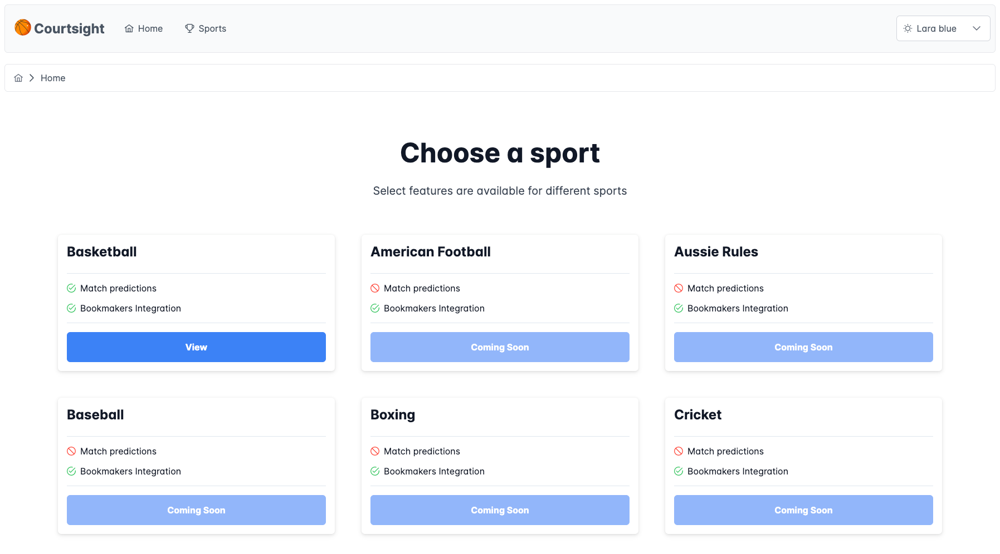 Courtsight
Home
Sports
Lara blue
Home
Choose a sport
Select features are available for different sports
Basketball
Match predictions
Bookmakers Integration
View
American Football
Match predictions
Bookmakers Integration
Coming Soon
Aussie Rules
Match predictions
Bookmakers Integration
Coming Soon
Baseball
Match predictions
Bookmakers Integration
Coming Soon
Boxing
Match predictions
Bookmakers Integration
Coming Soon
Cricket
Match predictions
Bookmakers Integration
Coming Soon